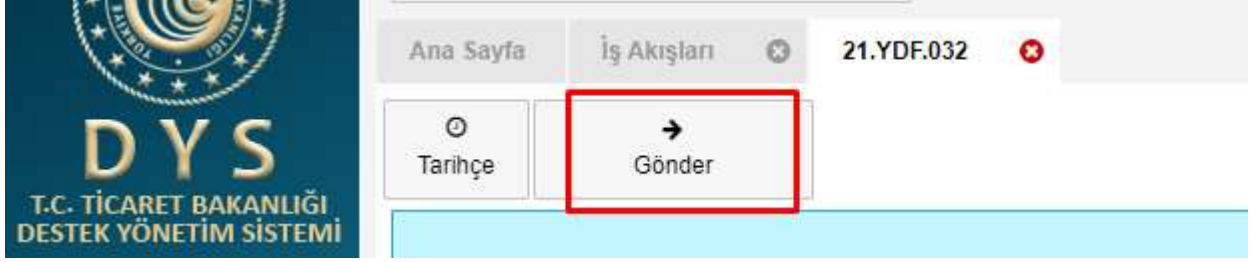 Ana Sayfa İş Akışları 21.YDF.032
Tarihçe Gönder
DYS
T.C. TİCARET BAKANLIĞI
DESTEK YÖNETİM SİSTEMİ